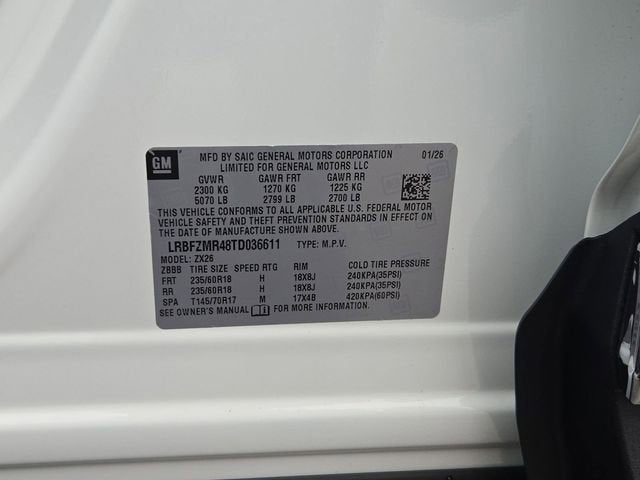 GM
MFD BY SAIC GENERAL MOTORS CORPORATION 01/26
LIMITED FOR GENERAL MOTORS LLC
GVWR GAWR FRT GAWR RR
2300 KG 1270 KG 1225 KG
5070 LB 2799 LB 2700 LB
THIS VEHICLE CONFORMS TO ALL APPLICABLE U.S. FEDERAL MOTOR
VEHICLE SAFETY AND THEFT PREVENTION STANDARDS IN EFFECT ON
THE DATE OF MANUFACTURE SHOWN ABOVE.
LRBFZMR48TD036611 TYPE: M.P.V.
MODEL: ZX26
ZBBB TIRE SIZE SPEED RTG RIM COLD TIRE PRESSURE
FRT 235/60R18 H 18X8J 240KPA(35PSI)
RR 235/60R18 H 18X8J 240KPA(35PSI)
SPA T145/70R17 M 17X4B 420KPA(60PSI)
SEE OWNER'S MANUAL FOR MORE INFORMATION.